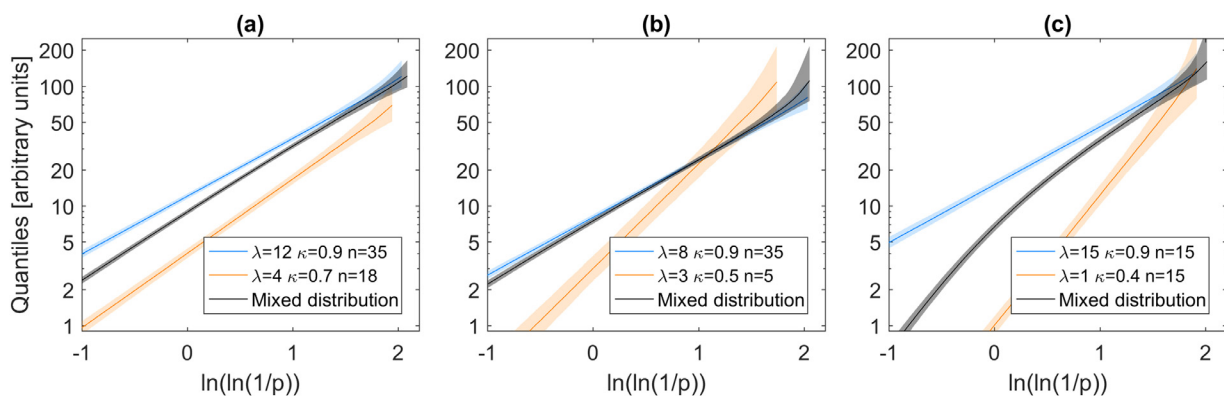 (a)
Quantiles [arbitrary units]
200
100
50
20
10
5
2
1
λ=12 κ=0.9 n=35
λ=4 κ=0.7 n=18
Mixed distribution
-1 0 1 2
ln(ln(1/p))
(b)
200
100
50
20
10
5
2
1
λ=8 κ=0.9 n=35
λ=3 κ=0.5 n=5
Mixed distribution
-1 0 1 2
ln(ln(1/p))
(c)
200
100
50
20
10
5
2
1
λ=15 κ=0.9 n=15
λ=1 κ=0.4 n=15
Mixed distribution
-1 0 1 2
ln(ln(1/p))